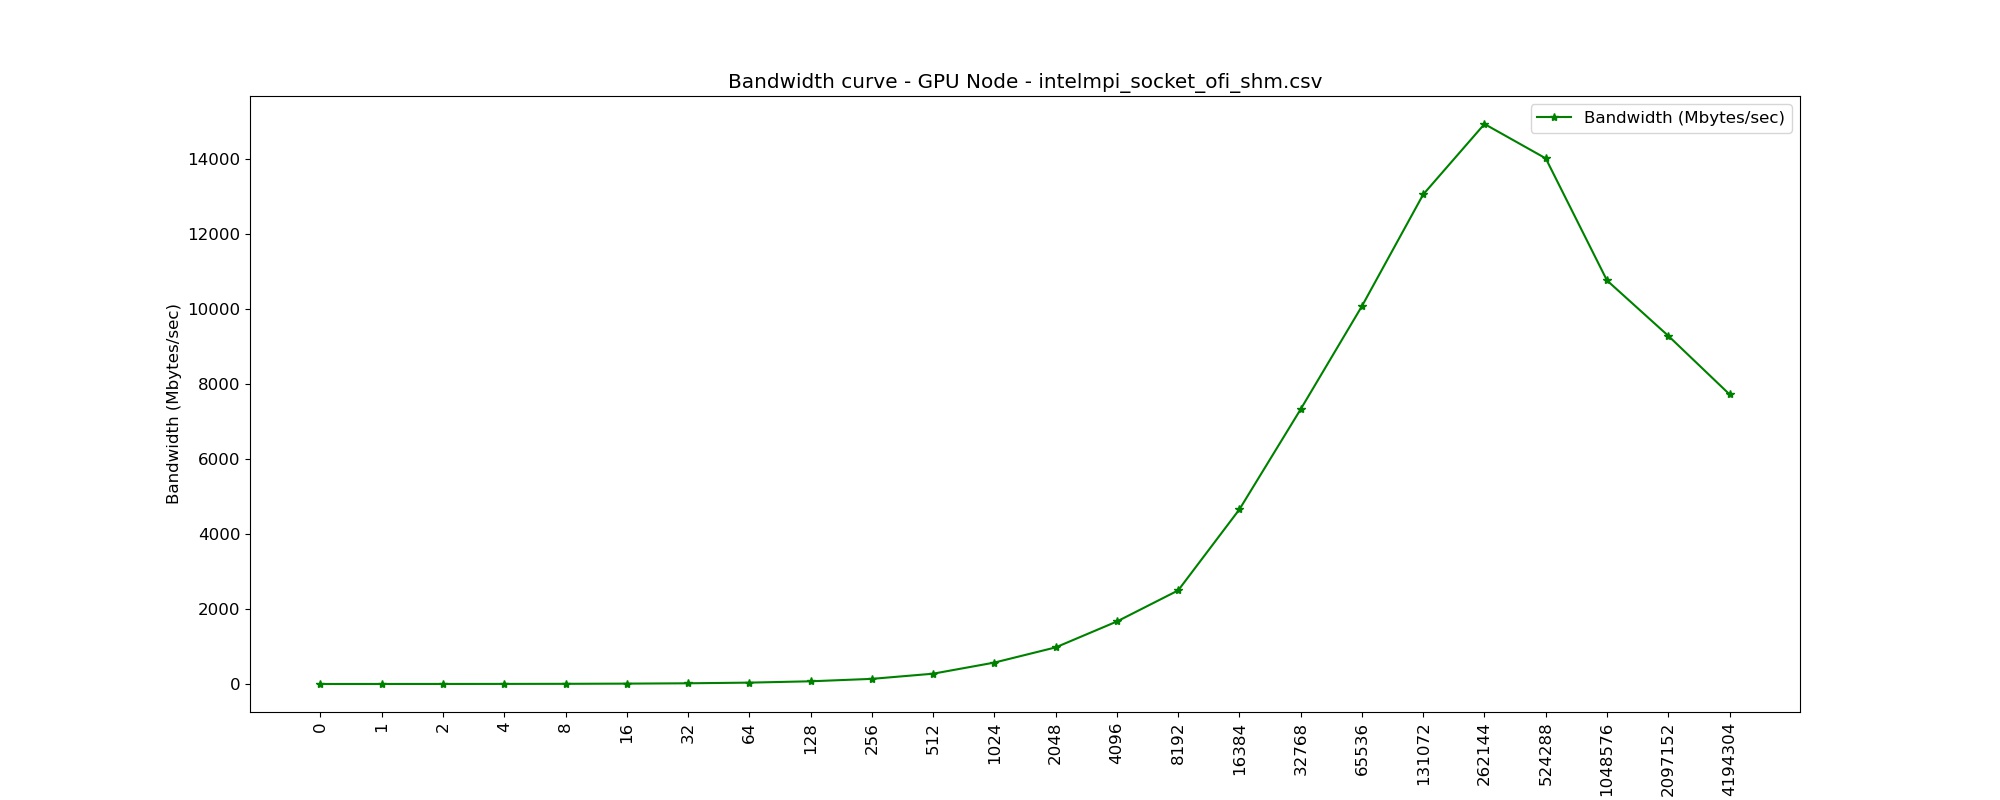 Bandwidth curve - GPU Node - intelmpi_socket_ofi_shm.csv
Bandwidth (Mbytes/sec)
14000
12000
10000
8000
6000
4000
2000
0
Bandwidth (Mbytes/sec)
0 1 2 4 8 16 32 64 128 256 512 1024 2048 4096 8192 16384 32768 65536 131072 262144 524288 1048576 2097152 4194304